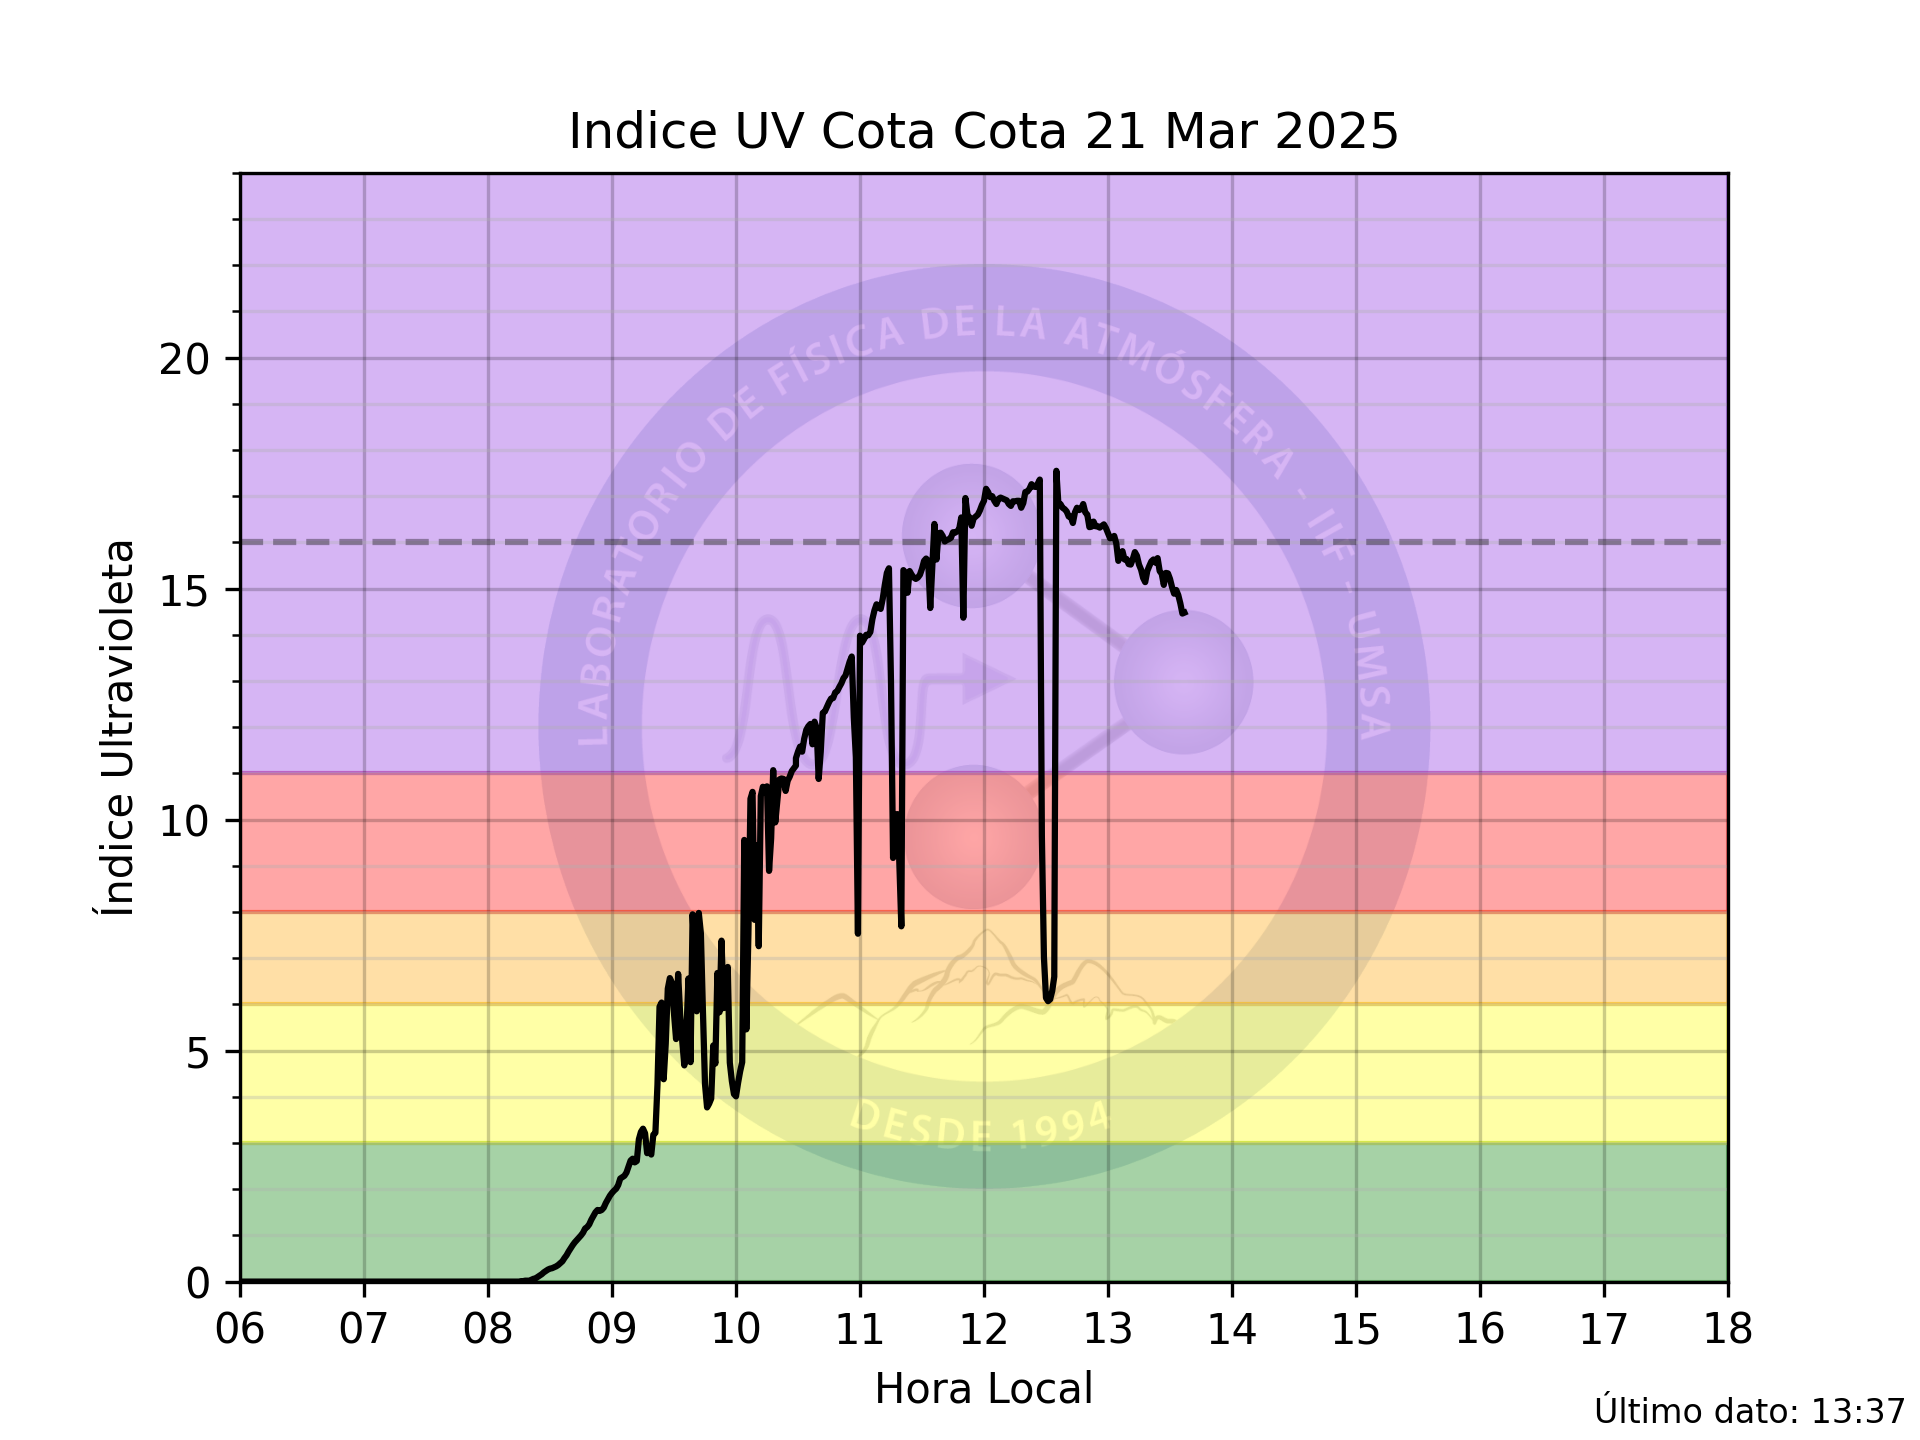 Indice UV Cota Cota 21 Mar 2025
LABORATORIO DE FÍSICA DE LA ATMÓSFERA - IIF - UMSA
DESDE 1994
Índice Ultravioleta
20
15
10
5
0
06 07 08 09 10 11 12 13 14 15 16 17 18
Hora Local
Último dato: 13:37